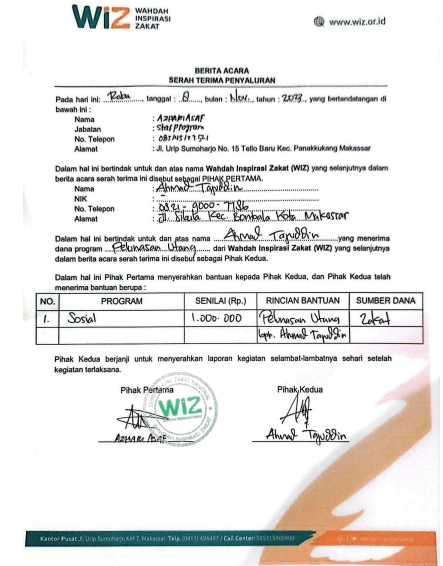 WIZ WAHDAH INSPIRASI ZAKAT
www.wiz.or.id
BERITA ACARA
SERAH TERIMA PENYALURAN
Pada hari ini: Rabu, tanggal : 8, bulan : Nov., tahun : 2023, yang bertandatangan di
bawah ini :
Nama : AZHARI ASAF
Jabatan : Staf Program
No. Telepon :
Alamat : Jl. Urip Sumoharjo No. 15 Tello Baru Kec. Panakkukang Makassar
Dalam hal ini bertindak untuk dan atas nama Wahdah Inspirasi Zakat (WIZ) yang selanjutnya dalam
berita acara serah terima ini disebut sebagai PIHAK PERTAMA.
Nama : Ahmad Tajuddin
NIK :
No. Telepon : 0821-9000-7786
Alamat : Jl. Kec. Kota Makassar
Dalam hal ini bertindak untuk dan atas nama Ahmad Tajuddin yang menerima
dana program Pelunasan Utang dari Wahdah Inspirasi Zakat (WIZ) yang selanjutnya
dalam berita acara serah terima ini disebut sebagai Pihak Kedua.
Dalam hal ini Pihak Pertama menyerahkan bantuan kepada Pihak Kedua, dan Pihak Kedua telah
menerima bantuan berupa :
NO. PROGRAM SENILAI (Rp.) RINCIAN BANTUAN SUMBER DANA
1. Sosial 1.000.000 Pelunasan Utang Zakat
bpk. Ahmad Tajuddin
Pihak Kedua berjanji untuk menyerahkan laporan kegiatan selambat-lambatnya sehari setelah
kegiatan terlaksana.
Pihak Pertama Pihak Kedua
WIZ
AZHARI ASAF Ahmad Tajuddin
Kantor Pusat Jl. Urip Sumoharjo KM 7, Makassar. Telp. (0411) 496497 / Call Center: 085315900900